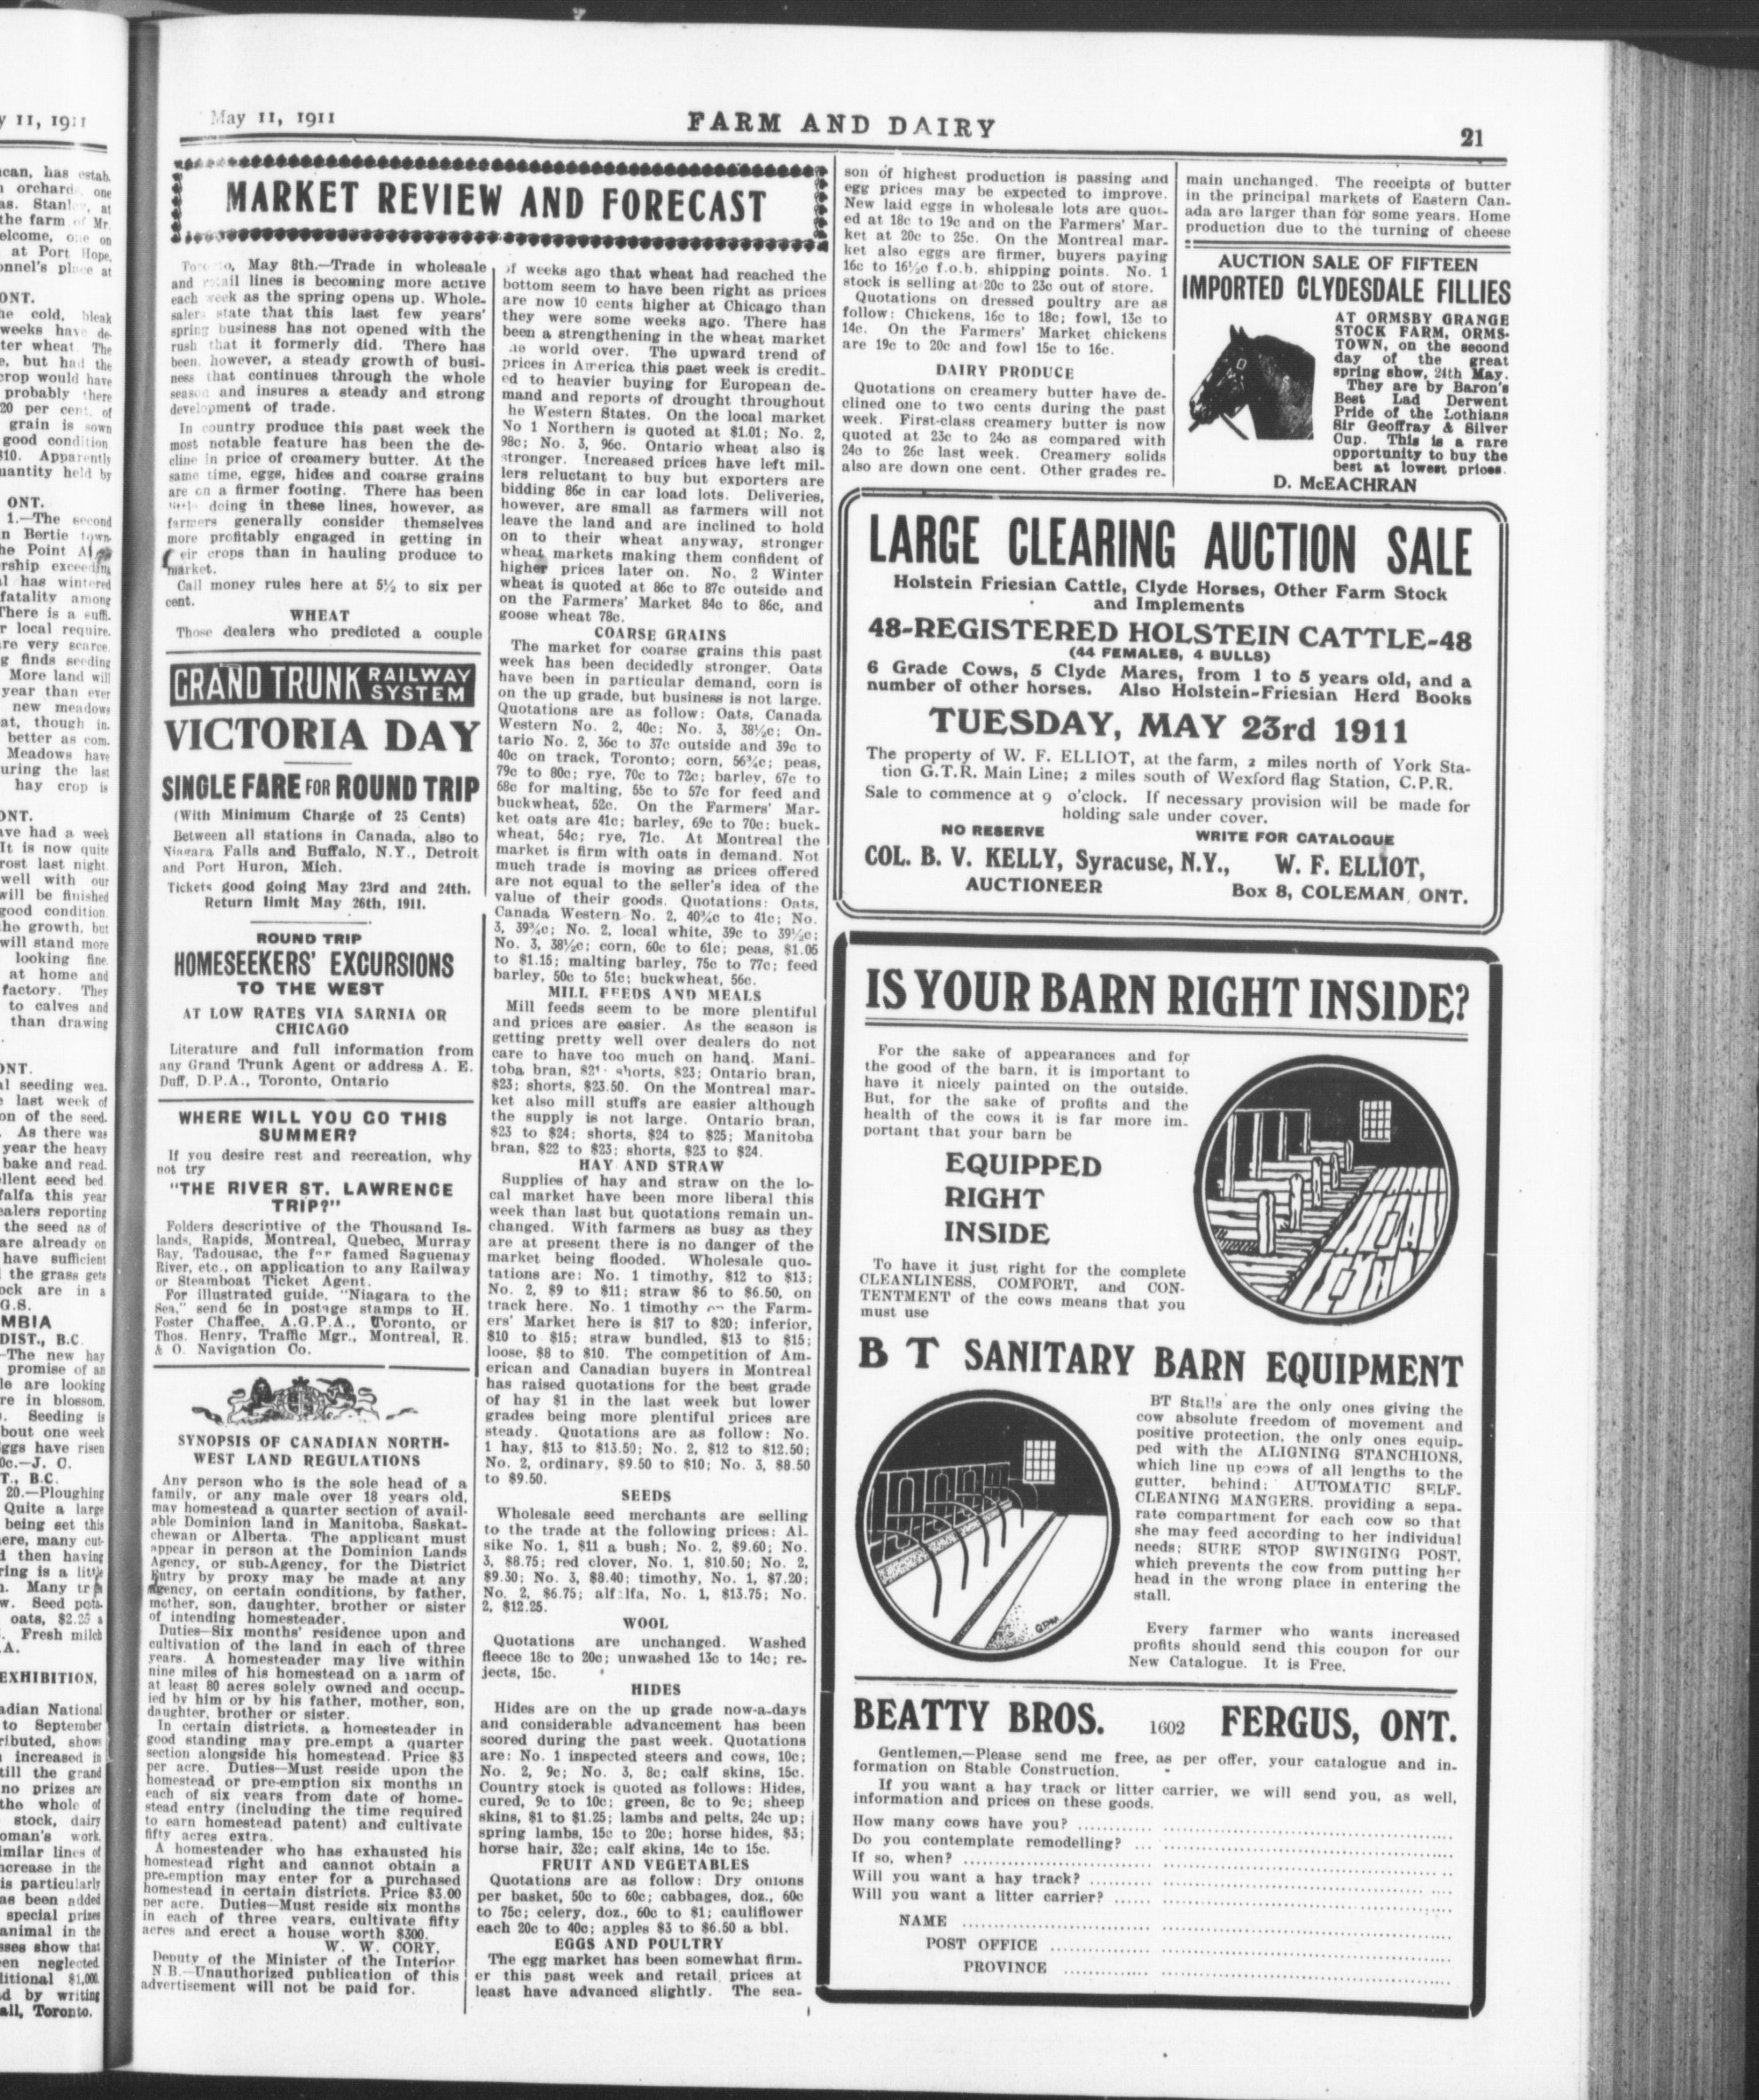 May 11, 1911
FARM AND DAIRY
21
MARKET REVIEW AND FORECAST
May 8th.—Trade in wholesale
and retail lines is becoming more active
each week as the spring opens up. Whole-
salers state that this last few years'
spring business has not opened with the
rush that it formerly did. There has
been, however, a steady growth of busi-
ness that continues through the whole
season and insures a steady and strong
development of trade.
In country produce this past week the
most notable feature has been the de-
cline in price of creamery butter. At the
same time, eggs, hides and coarse grains
are on a firmer footing. There has been
little doing in these lines, however, as
farmers generally consider themselves
more profitably engaged in getting in
eir crops than in hauling produce to
market.
Call money rules here at 5½ to six per
cent.
WHEAT
Those dealers who predicted a couple
of weeks ago that wheat had reached the
bottom seem to have been right as prices
are now 10 cents higher at Chicago than
they were some weeks ago. There has
been a strengthening in the wheat market
he world over. The upward trend of
prices in America this past week is credit-
ed to heavier buying for European de-
mand and reports of drought throughout
he Western States. On the local market
No 1 Northern is quoted at $1.01; No. 2,
98c; No. 3, 96c. Ontario wheat also is
stronger. Increased prices have left mil-
lers reluctant to buy but exporters are
bidding 86c in car load lots. Deliveries,
however, are small as farmers will not
leave the land and are inclined to hold
on to their wheat anyway, stronger
wheat markets making them confident of
higher prices later on. No. 2 Winter
wheat is quoted at 86c to 87c outside and
on the Farmers' Market 84c to 86c, and
goose wheat 78c.
COARSE GRAINS
The market for coarse grains this past
week has been decidedly stronger. Oats
have been in particular demand, corn is
on the up grade, but business is not large.
Quotations are as follow: Oats, Canada
Western No. 2, 40c; No. 3, 38½c; On-
tario No. 2, 36c to 37c outside and 39c to
40c on track, Toronto; corn, 56¾c; peas,
79c to 80c; rye, 70c to 72c; barley, 67c to
68c for malting, 55c to 57c for feed and
buckwheat, 52c. On the Farmers' Mar-
ket oats are 41c; barley, 69c to 70c; buck-
wheat, 54c; rye, 71c. At Montreal the
market is firm with oats in demand. Not
much trade is moving as prices offered
are not equal to the seller's idea of the
value of their goods. Quotations: Oats,
Canada Western No. 2, 40¾c to 41c; No.
3, 39¾c; No. 2, local white, 39c to 39½c;
No. 3, 38½c; corn, 60c to 61c; peas, $1.05
to $1.15; malting barley, 75c to 77c; feed
barley, 50c to 51c; buckwheat, 56c.
MILL FEEDS AND MEALS
Mill feeds seem to be more plentiful
and prices are easier. As the season is
getting pretty well over dealers do not
care to have too much on hand. Mani-
toba bran, $21; shorts, $23; Ontario bran,
$23; shorts, $23.50. On the Montreal mar-
ket also mill stuffs are easier although
the supply is not large. Ontario bran,
$23 to $24; shorts, $24 to $25; Manitoba
bran, $22 to $23; shorts, $23 to $24.
HAY AND STRAW
Supplies of hay and straw on the lo-
cal market have been more liberal this
week than last but quotations remain un-
changed. With farmers as busy as they
are at present there is no danger of the
market being flooded. Wholesale quo-
tations are: No. 1 timothy, $12 to $13;
No. 2, $9 to $11; straw $6 to $6.50, on
track here. No. 1 timothy on the Farm-
ers' Market here is $17 to $20; inferior,
$10 to $15; straw bundled, $13 to $15;
loose, $8 to $10. The competition of Am-
erican and Canadian buyers in Montreal
has raised quotations for the best grade
of hay $1 in the last week but lower
grades being more plentiful prices are
steady. Quotations are as follow: No.
1 hay, $13 to $13.50; No. 2, $12 to $12.50;
No. 2, ordinary, $9.50 to $10; No. 3, $8.50
to $9.50.
SEEDS
Wholesale seed merchants are selling
to the trade at the following prices: Al-
sike No. 1, $11 a bush; No. 2, $9.60; No.
3, $8.75; red clover, No. 1, $10.50; No. 2,
$9.30; No. 3, $8.40; timothy, No. 1, $7.20;
No. 2, $6.75; alfalfa, No. 1, $13.75; No.
2, $12.25.
WOOL
Quotations are unchanged. Washed
fleece 18c to 20c; unwashed 13c to 14c; re-
jects, 15c.
HIDES
Hides are on the up grade now-a-days
and considerable advancement has been
scored during the past week. Quotations
are: No. 1 inspected steers and cows, 10c;
No. 2, 9c; No. 3, 8c; calf skins, 15c.
Country stock is quoted as follows: Hides,
cured, 9c to 10c; green, 8c to 9c; sheep
skins, $1 to $1.25; lambs and pelts, 24c up;
spring lambs, 15c to 20c; horse hides, $3;
horse hair, 32c; calf skins, 14c to 15c.
FRUIT AND VEGETABLES
Quotations are as follow: Dry onions
per basket, 50c to 60c; cabbages, doz., 60c
to 75c; celery, doz., 60c to $1; cauliflower
each 20c to 40c; apples $3 to $6.50 a bbl.
EGGS AND POULTRY
The egg market has been somewhat firm-
er this past week and retail prices at
least have advanced slightly. The sea-
son of highest production is passing and
egg prices may be expected to improve.
New laid eggs in wholesale lots are quot-
ed at 18c to 19c and on the Farmers' Mar-
ket at 20c to 25c. On the Montreal mar-
ket also eggs are firmer, buyers paying
16c to 16½c f.o.b. shipping points. No. 1
stock is selling at 20c to 23c out of store.
Quotations on dressed poultry are as
follow: Chickens, 16c to 18c; fowl, 13c to
14c. On the Farmers' Market chickens
are 19c to 20c and fowl 15c to 16c.
DAIRY PRODUCE
Quotations on creamery butter have de-
clined one to two cents during the past
week. First-class creamery butter is now
quoted at 23c to 24c as compared with
24c to 26c last week. Creamery solids
also are down one cent. Other grades re-
main unchanged. The receipts of butter
in the principal markets of Eastern Can-
ada are larger than for some years. Home
production due to the turning of cheese
GRAND TRUNK RAILWAY SYSTEM
VICTORIA DAY
SINGLE FARE FOR ROUND TRIP
(With Minimum Charge of 25 Cents)
Between all stations in Canada, also to
Niagara Falls and Buffalo, N.Y., Detroit
and Port Huron, Mich.
Tickets good going May 23rd and 24th.
Return limit May 26th, 1911.
ROUND TRIP
HOMESEEKERS' EXCURSIONS
TO THE WEST
AT LOW RATES VIA SARNIA OR
CHICAGO
Literature and full information from
any Grand Trunk Agent or address A. E.
Duff, D.P.A., Toronto, Ontario
WHERE WILL YOU GO THIS
SUMMER?
If you desire rest and recreation, why
not try
"THE RIVER ST. LAWRENCE
TRIP?"
Folders descriptive of the Thousand Is-
lands, Rapids, Montreal, Quebec, Murray
Bay, Tadousac, the far famed Saguenay
River, etc., on application to any Railway
or Steamboat Ticket Agent.
For illustrated guide, "Niagara to the
Sea," send 6c in postage stamps to H.
Foster Chaffee, A.G.P.A., Toronto, or
Thos. Henry, Traffic Mgr., Montreal, R.
& O. Navigation Co.
SYNOPSIS OF CANADIAN NORTH-
WEST LAND REGULATIONS
Any person who is the sole head of a
family, or any male over 18 years old,
may homestead a quarter section of avail-
able Dominion land in Manitoba, Saskat-
chewan or Alberta. The applicant must
appear in person at the Dominion Lands
Agency, or sub-Agency, for the District
Entry by proxy may be made at any
agency, on certain conditions, by father,
mother, son, daughter, brother or sister
of intending homesteader.
Duties—Six months' residence upon and
cultivation of the land in each of three
years. A homesteader may live within
nine miles of his homestead on a farm of
at least 80 acres solely owned and occup-
ied by him or by his father, mother, son,
daughter, brother or sister.
In certain districts, a homesteader in
good standing may pre-empt a quarter
section alongside his homestead. Price $3
per acre. Duties—Must reside upon the
homestead or pre-emption six months in
each of six years from date of home-
stead entry (including the time required
to earn homestead patent) and cultivate
fifty acres extra.
A homesteader who has exhausted his
homestead right and cannot obtain a
pre-emption may enter for a purchased
homestead in certain districts. Price $3.00
per acre. Duties—Must reside six months
in each of three years, cultivate fifty
acres and erect a house worth $300.
W. W. CORY,
Deputy of the Minister of the Interior
N.B.—Unauthorized publication of this
advertisement will not be paid for.
AUCTION SALE OF FIFTEEN
IMPORTED CLYDESDALE FILLIES
AT ORMSBY GRANGE
STOCK FARM, ORMS-
TOWN, on the second
day of the great
spring show, 24th May.
They are by Baron's
Best Lad Derwent
Pride of the Lothians
Sir Geoffray & Silver
Cup. This is a rare
opportunity to buy the
best at lowest prices.
D. McEACHRAN
LARGE CLEARING AUCTION SALE
Holstein Friesian Cattle, Clyde Horses, Other Farm Stock
and Implements
48-REGISTERED HOLSTEIN CATTLE-48
(44 FEMALES, 4 BULLS)
6 Grade Cows, 5 Clyde Mares, from 1 to 5 years old, and a
number of other horses. Also Holstein-Friesian Herd Books
TUESDAY, MAY 23rd 1911
The property of W. F. ELLIOT, at the farm, 2 miles north of York Sta-
tion G.T.R. Main Line; 2 miles south of Wexford flag Station, C.P.R.
Sale to commence at 9 o'clock. If necessary provision will be made for
holding sale under cover.
NO RESERVE WRITE FOR CATALOGUE
COL. B. V. KELLY, Syracuse, N.Y., W. F. ELLIOT,
AUCTIONEER Box 8, COLEMAN, ONT.
IS YOUR BARN RIGHT INSIDE?
For the sake of appearances and for
the good of the barn, it is important to
have it nicely painted on the outside.
But, for the sake of profits and the
health of the cows it is far more im-
portant that your barn be
EQUIPPED
RIGHT
INSIDE
To have it just right for the complete
CLEANLINESS, COMFORT, and CON-
TENTMENT of the cows means that you
must use
B T SANITARY BARN EQUIPMENT
BT Stalls are the only ones giving the
cow absolute freedom of movement and
positive protection, the only ones equip-
ped with the ALIGNING STANCHIONS,
which line up cows of all lengths to the
gutter, behind; AUTOMATIC SELF-
CLEANING MANGERS, providing a sepa-
rate compartment for each cow so that
she may feed according to her individual
needs; SURE STOP SWINGING POST,
which prevents the cow from putting her
head in the wrong place in entering the
stall.
Every farmer who wants increased
profits should send this coupon for our
New Catalogue. It is Free.
BEATTY BROS. 1602 FERGUS, ONT.
Gentlemen,—Please send me free, as per offer, your catalogue and in-
formation on Stable Construction.
If you want a hay track or litter carrier, we will send you, as well,
information and prices on these goods.
How many cows have you?
Do you contemplate remodelling?
If so, when?
Will you want a hay track?
Will you want a litter carrier?
NAME
POST OFFICE
PROVINCE